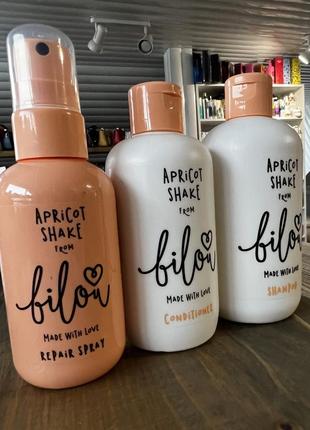 APRICOT
SHAKE
FROM
bilou
MADE WITH LOVE
REPAIR SPRAY
APRICOT
SHAKE
FROM
bilou
MADE WITH LOVE
CONDITIONER
APRICOT
SHAKE
FROM
bilou
MADE WITH LOVE
SHAMPOO